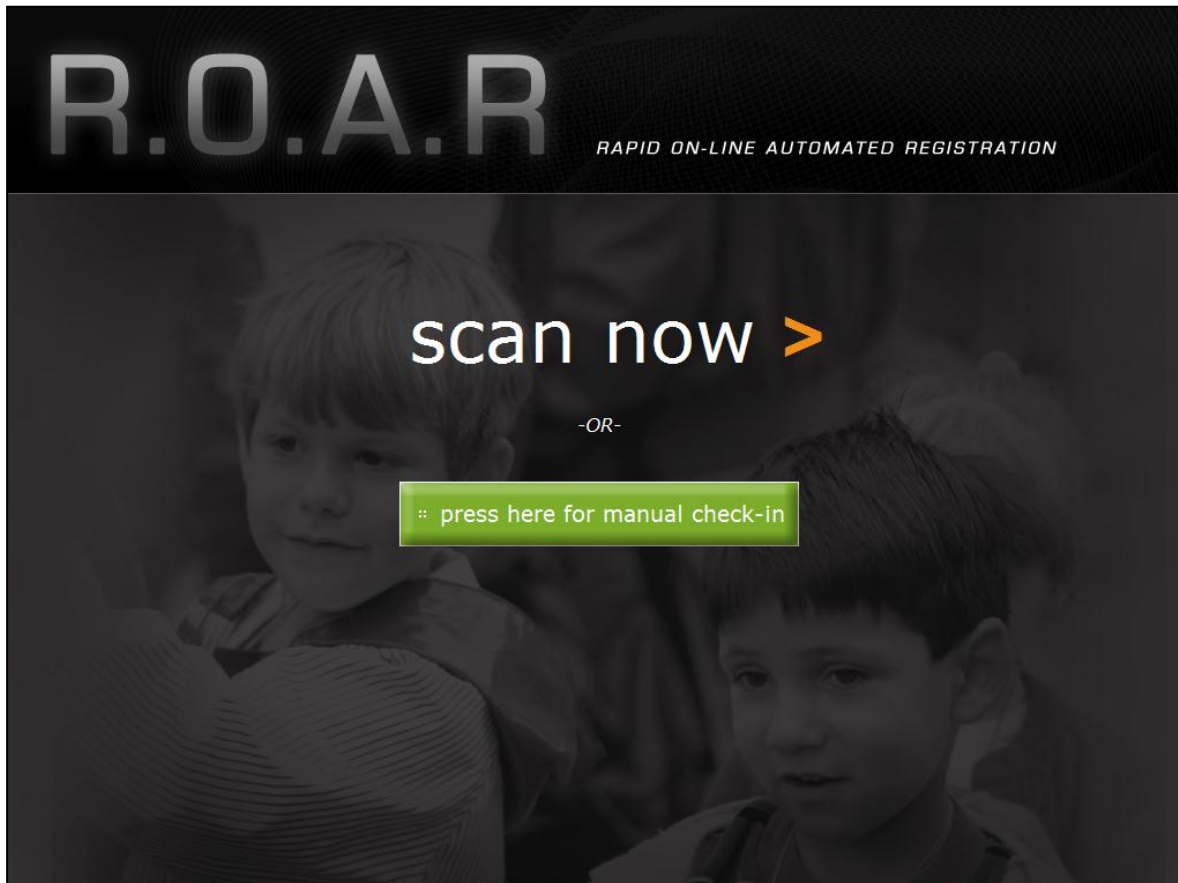 R.O.A.R
RAPID ON-LINE AUTOMATED REGISTRATION
scan now >
-OR-
:: press here for manual check-in